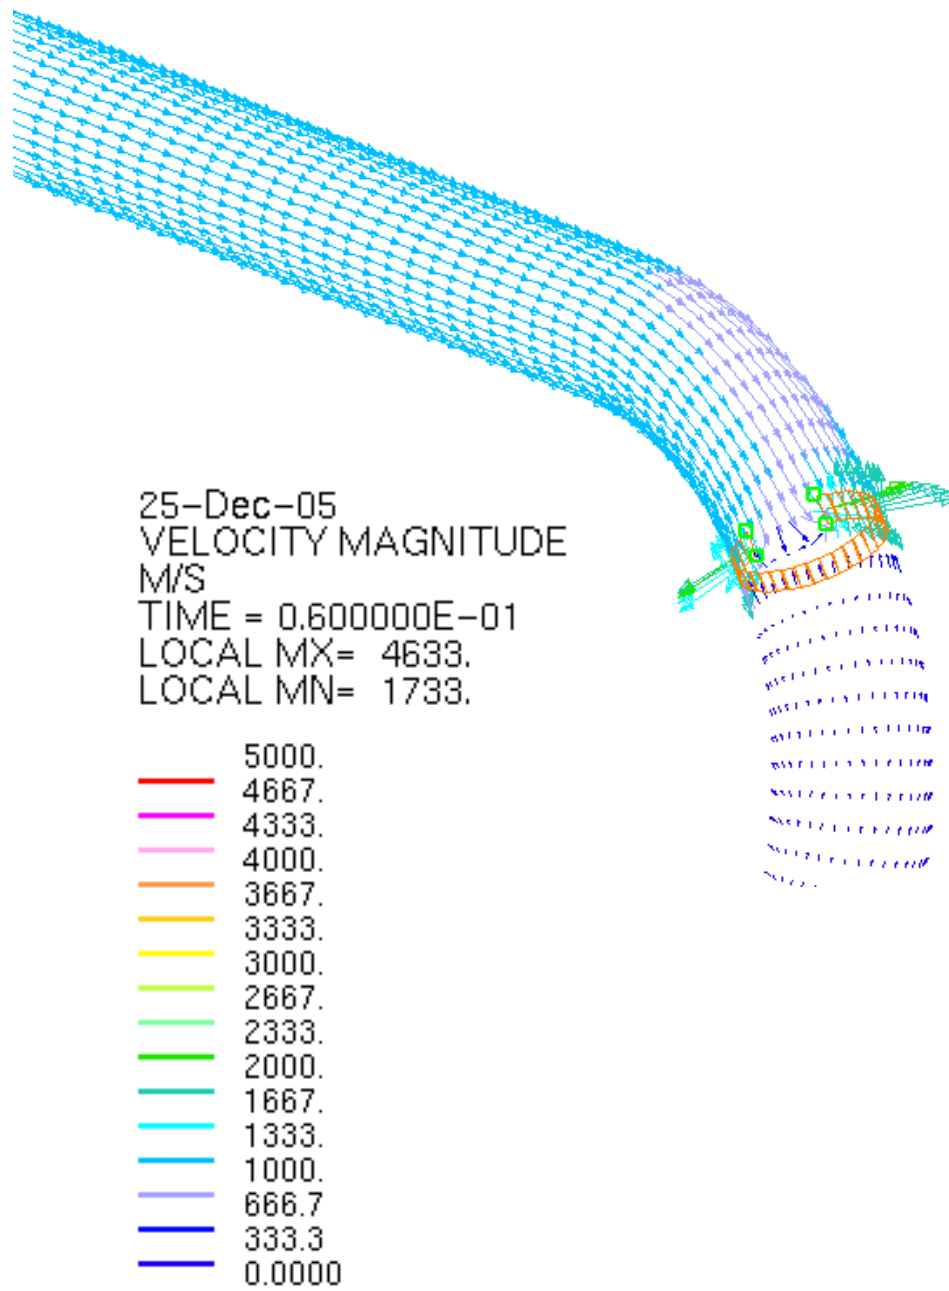 25-Dec-05
VELOCITY MAGNITUDE
M/S
TIME = 0.600000E-01
LOCAL MX= 4633.
LOCAL MN= 1733.
5000.
4667.
4333.
4000.
3667.
3333.
3000.
2667.
2333.
2000.
1667.
1333.
1000.
666.7
333.3
0.0000